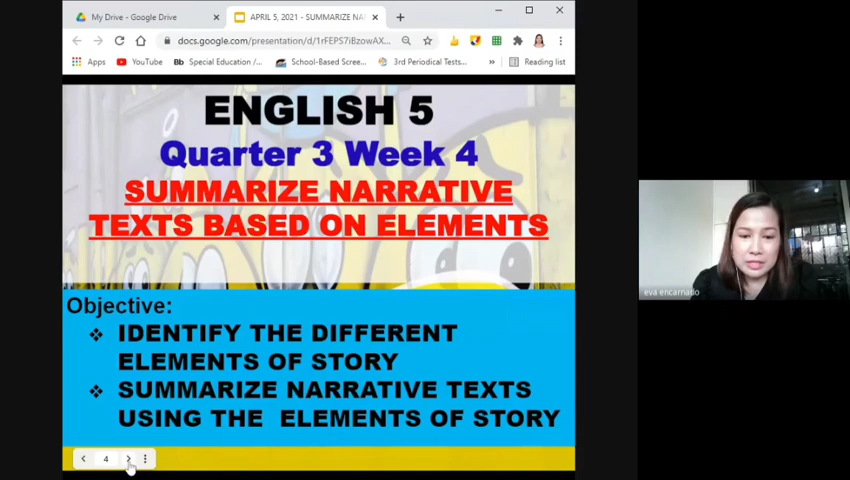 My Drive - Google Drive
APRIL 5, 2021 - SUMMARIZE NA
docs.google.com/presentation/d/1rFEPS7iBzowAX...
Apps
YouTube
Bb Special Education /...
School-Based Scree...
3rd Periodical Tests...
»
Reading list
ENGLISH 5
Quarter 3 Week 4
SUMMARIZE NARRATIVE
TEXTS BASED ON ELEMENTS
Objective:
❖ IDENTIFY THE DIFFERENT
ELEMENTS OF STORY
❖ SUMMARIZE NARRATIVE TEXTS
USING THE ELEMENTS OF STORY
4
eva encarnado